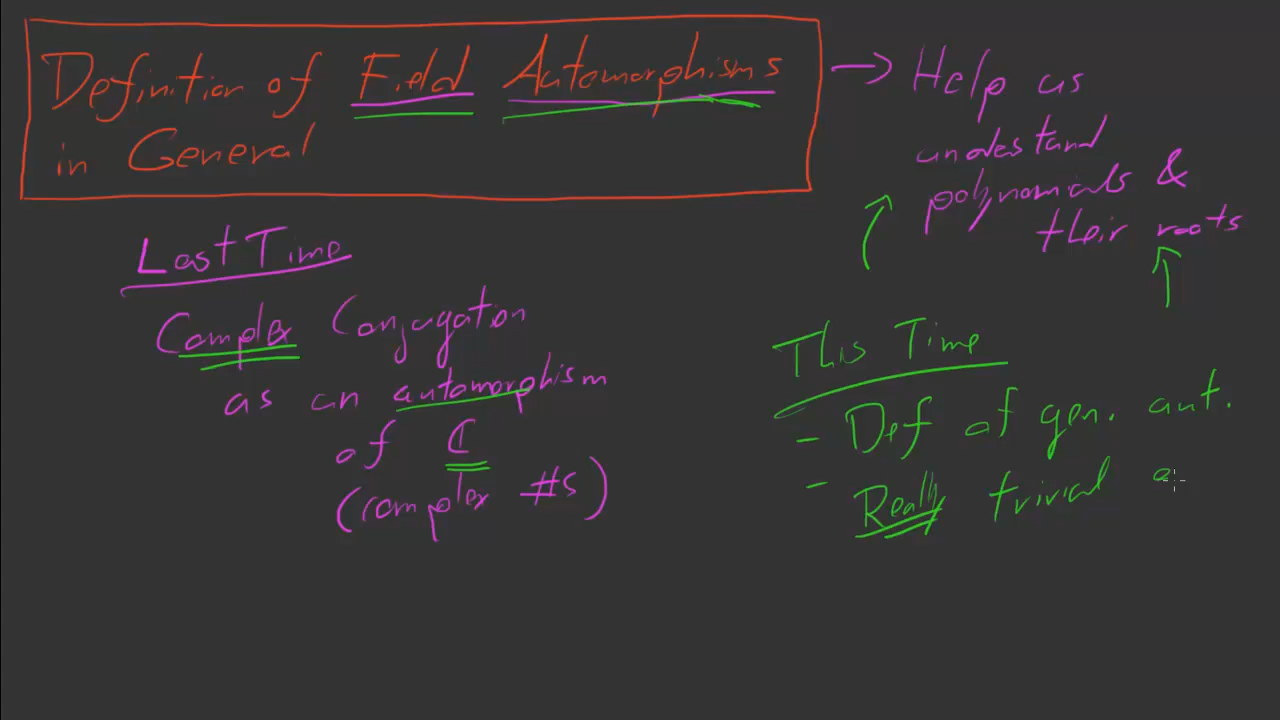 Definition of Field Automorphisms
in General
→ Help us
understand
polynomials &
their roots
Last Time
Complex Conjugation
as an automorphism
of ℂ
(complex #s)
This Time
- Def of gen. aut.
- Really trivial a